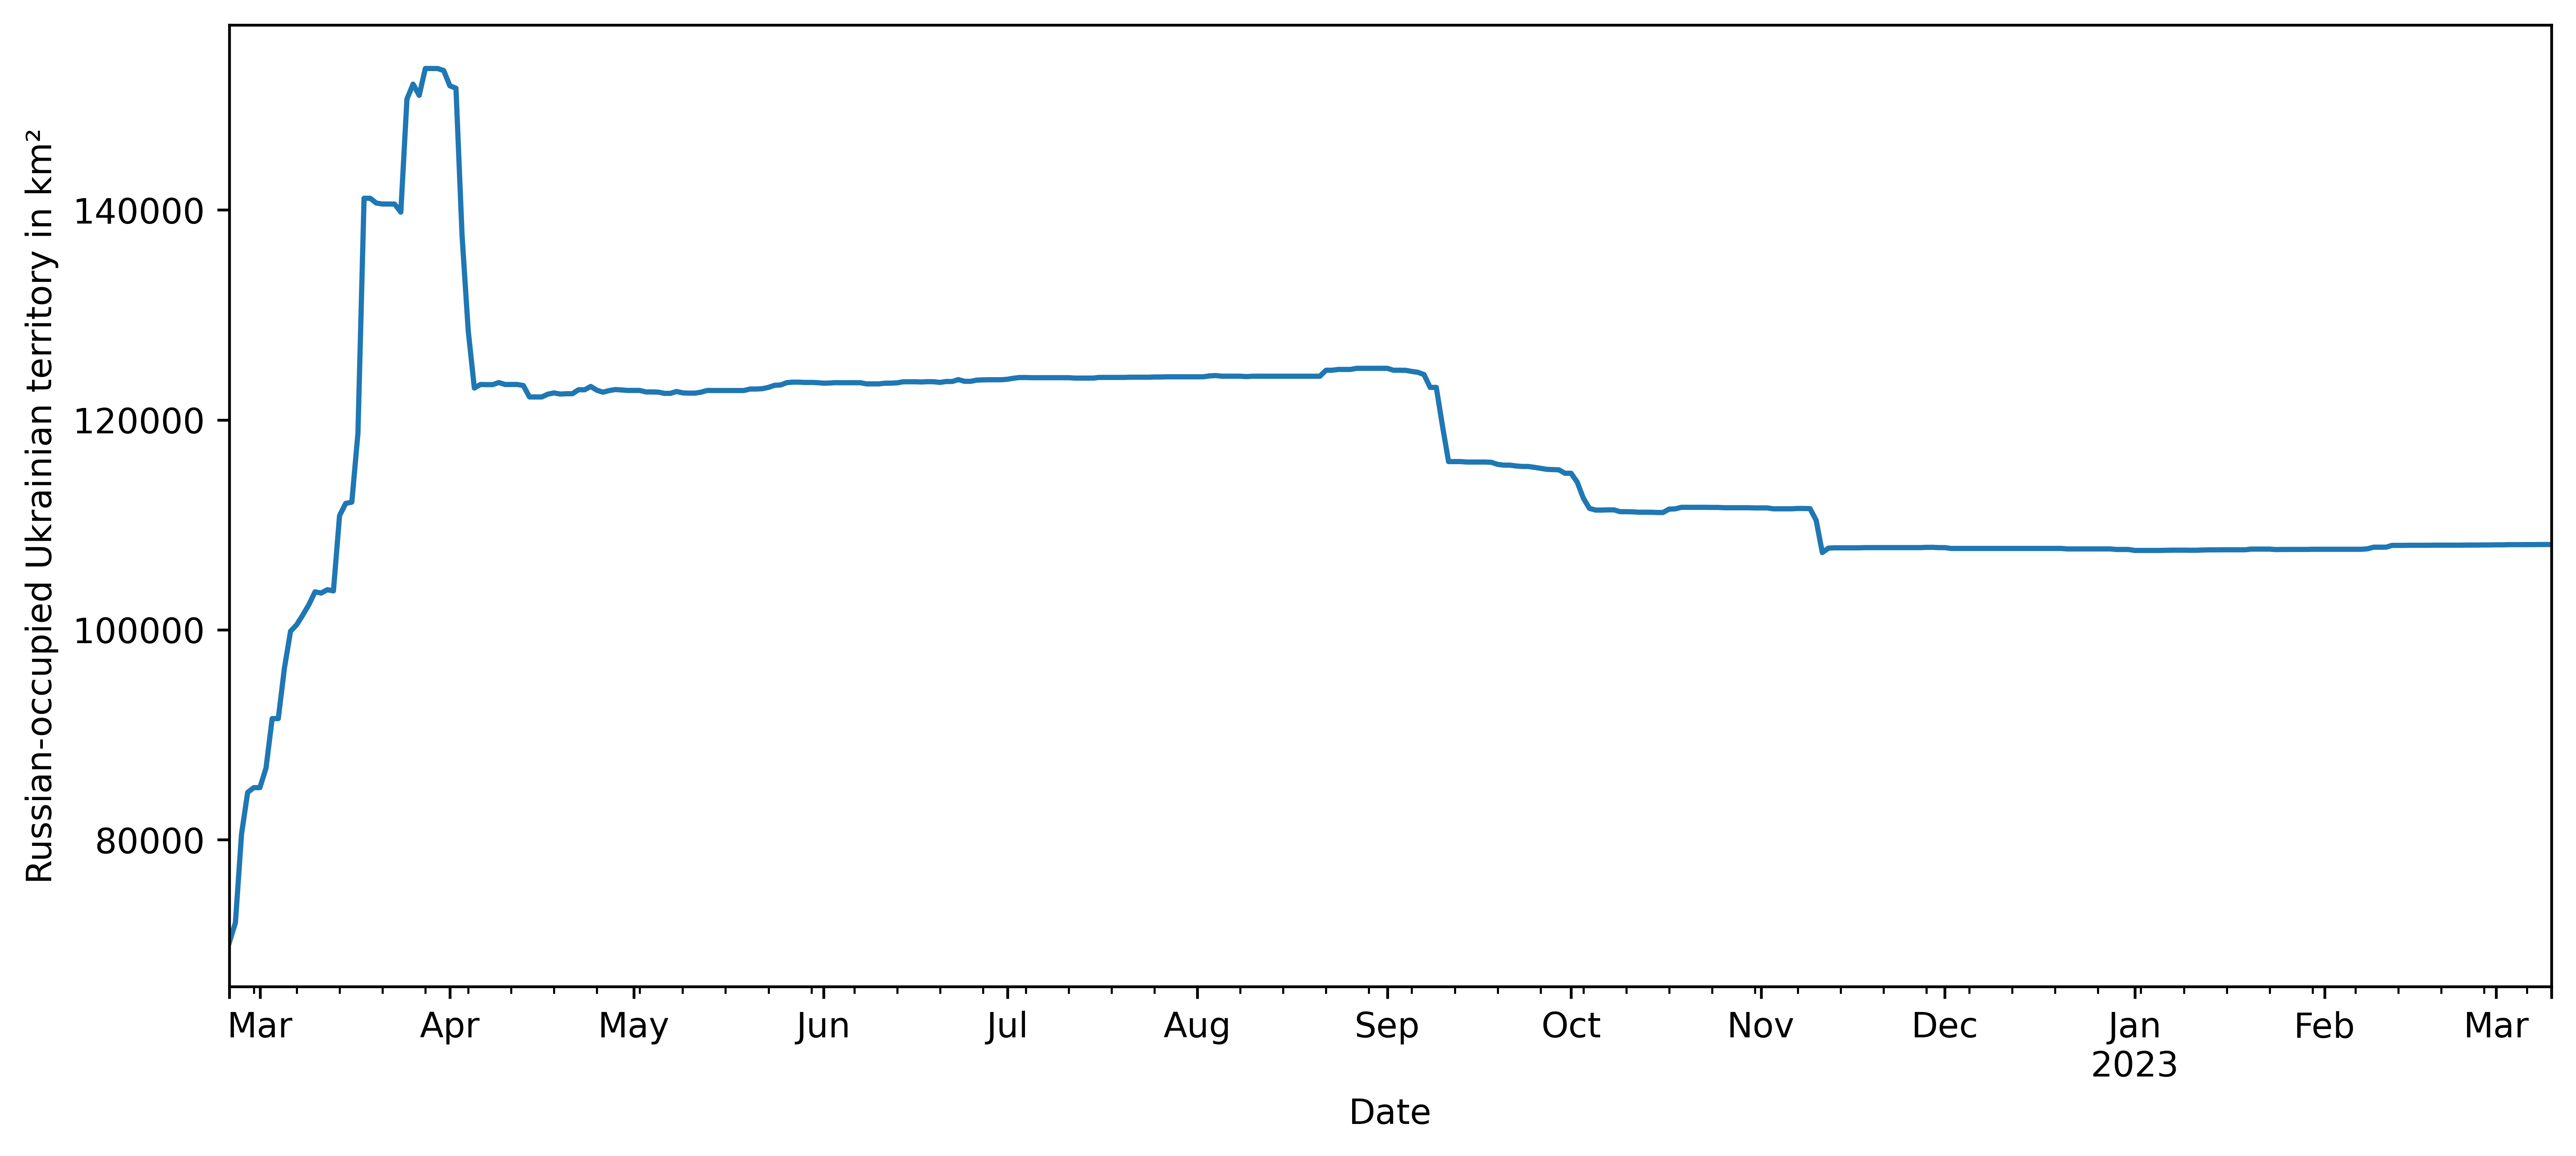 Russian-occupied Ukrainian territory in km²
140000
120000
100000
80000
Mar Apr May Jun Jul Aug Sep Oct Nov Dec Jan Feb Mar
2023
Date